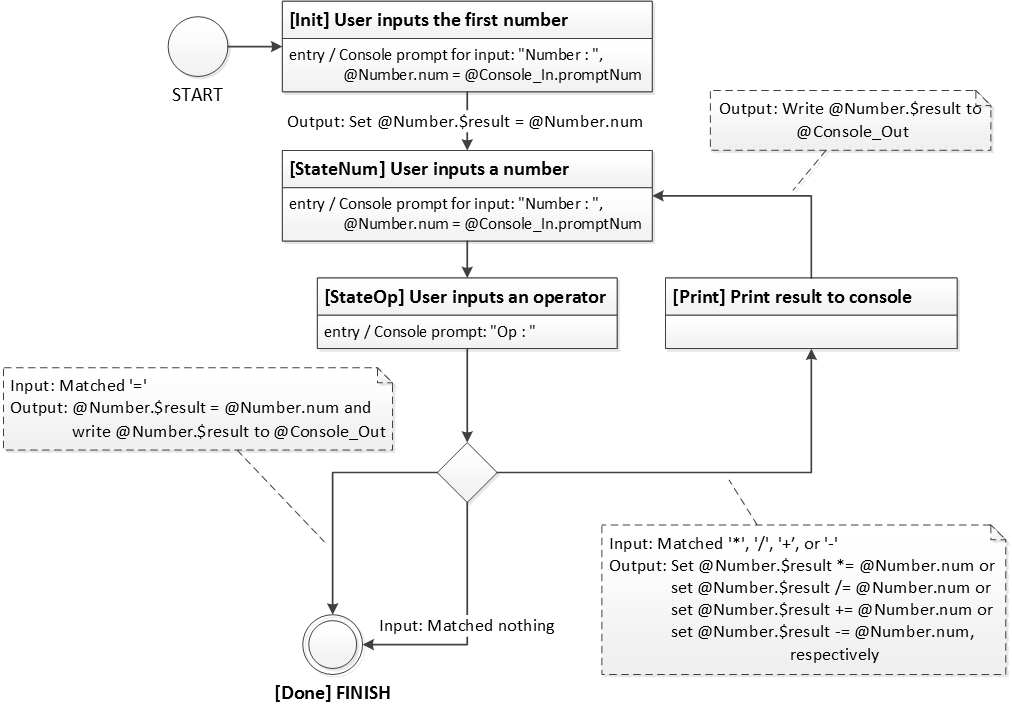 [Init] User inputs the first number
entry / Console prompt for input: "Number : ",
@Number.num = @Console_In.promptNum
START
Output: Set @Number.$result = @Number.num
Output: Write @Number.$result to
@Console_Out
[StateNum] User inputs a number
entry / Console prompt for input: "Number : ",
@Number.num = @Console_In.promptNum
[StateOp] User inputs an operator
entry / Console prompt: "Op : "
[Print] Print result to console
Input: Matched '='
Output: @Number.$result = @Number.num and
write @Number.$result to @Console_Out
Input: Matched '*', '/', '+’, or '-'
Output: Set @Number.$result *= @Number.num or
set @Number.$result /= @Number.num or
set @Number.$result += @Number.num or
set @Number.$result -= @Number.num,
respectively
Input: Matched nothing
[Done] FINISH